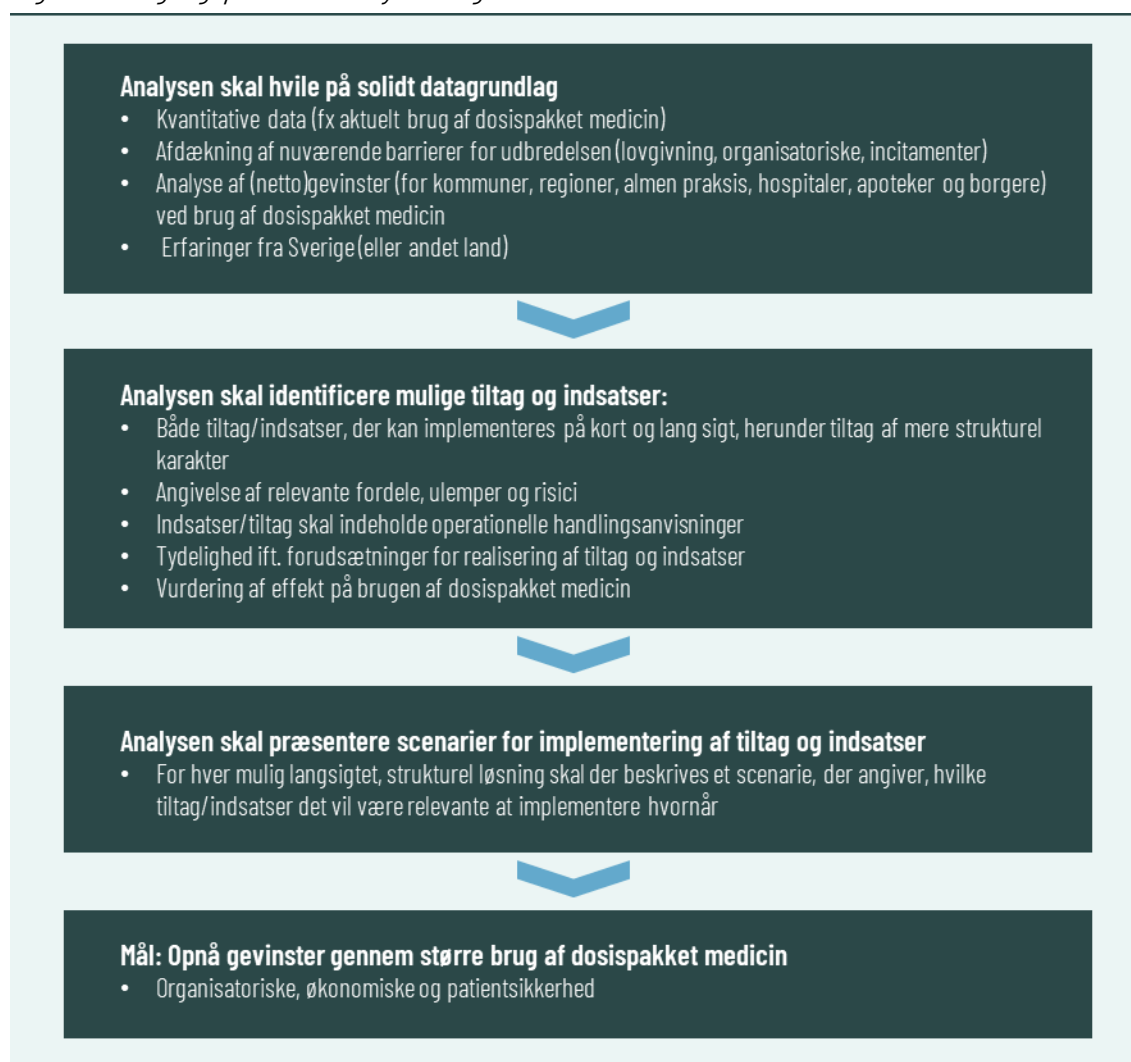 Analysen skal hvile på solidt datagrundlag
• Kvantitative data (fx aktuelt brug af dosispakket medicin)
• Afdækning af nuværende barrierer for udbredelsen (lovgivning, organisatoriske, incitamenter)
• Analyse af (netto)gevinster (for kommuner, regioner, almen praksis, hospitaler, apoteker og borgere)
ved brug af dosispakket medicin
• Erfaringer fra Sverige (eller andet land)
Analysen skal identificere mulige tiltag og indsatser:
• Både tiltag/indsatser, der kan implementeres på kort og lang sigt, herunder tiltag af mere strukturel
karakter
• Angivelse af relevante fordele, ulemper og risici
• Indsatser/tiltag skal indeholde operationelle handlingsanvisninger
• Tydelighed ift. forudsætninger for realisering af tiltag og indsatser
• Vurdering af effekt på brugen af dosispakket medicin
Analysen skal præsentere scenarier for implementering af tiltag og indsatser
• For hver mulig langsigtet, strukturel løsning skal der beskrives et scenarie, der angiver, hvilke
tiltag/indsatser det vil være relevante at implementere hvornår
Mål: Opnå gevinster gennem større brug af dosispakket medicin
• Organisatoriske, økonomiske og patientsikkerhed